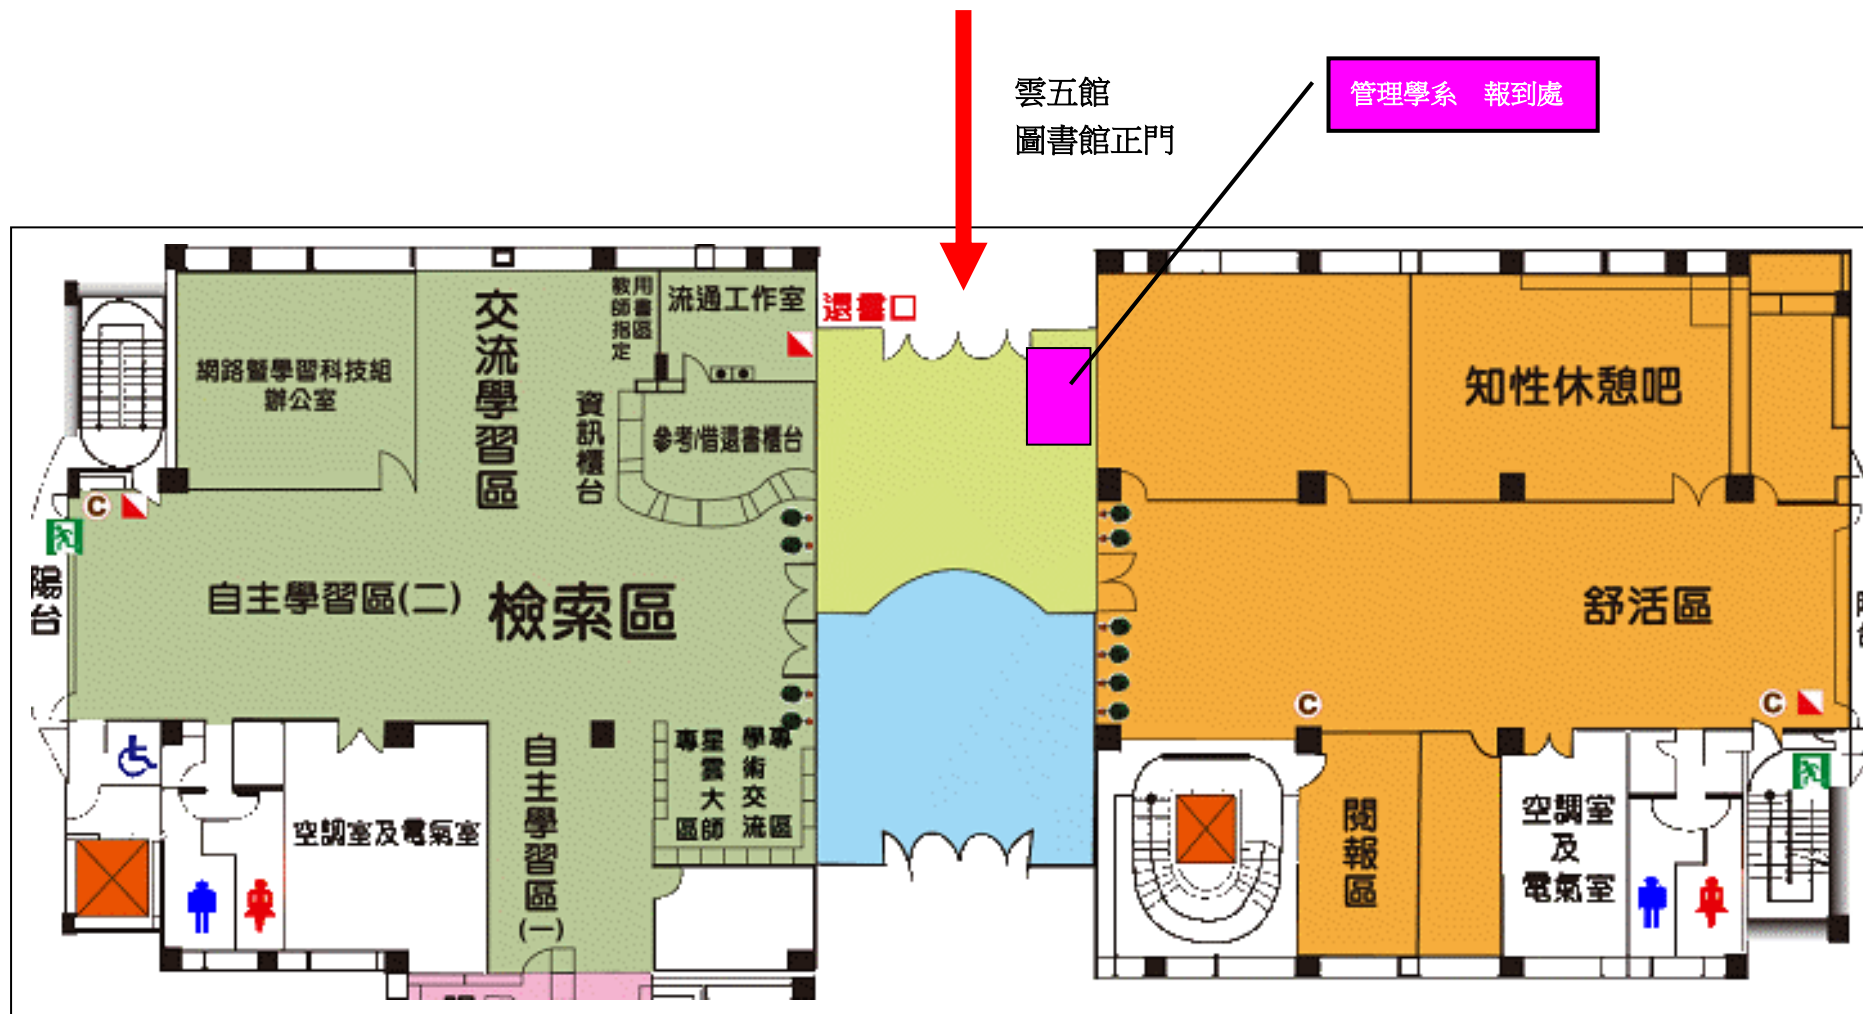 雲五館
圖書館正門
管理學系　報到處
交流學習區
教師指定
用書區
流通工作室
還書口
網路暨學習科技組
辦公室
資訊櫃台
參考/借還書櫃台
知性休憩吧
C
陽台
自主學習區(二)
檢索區
舒活區
C
C
自主學習區(一)
星雲大師
專區
學術交流
專區
空調室及電氣室
閱報區
空調室
及
電氣室